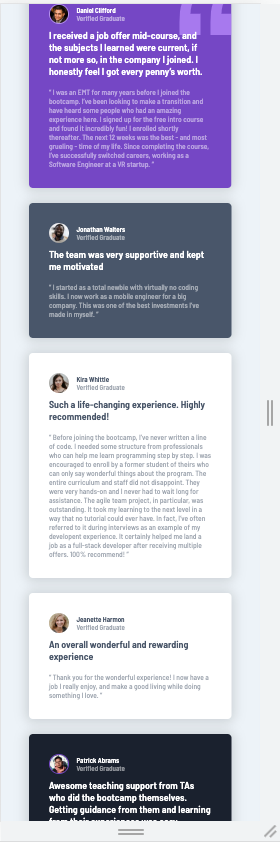 Daniel Clifford
Verified Graduate
I received a job offer mid-course, and
the subjects I learned were current, if
not more so, in the company I joined. I
honestly feel I got every penny's worth.
" I was an EMT for many years before I joined the
bootcamp. I've been looking to make a transition and
have heard some people who had an amazing
experience here. I signed up for the free intro course
and found it incredibly fun! I enrolled shortly
thereafter. The next 12 weeks was the best - and most
grueling - time of my life. Since completing the course,
I've successfully switched careers, working as a
Software Engineer at a VR startup. "
Jonathan Walters
Verified Graduate
The team was very supportive and kept
me motivated
" I started as a total newbie with virtually no coding
skills. I now work as a mobile engineer for a big
company. This was one of the best investments I've
made in myself. "
Kira Whittle
Verified Graduate
Such a life-changing experience. Highly
recommended!
" Before joining the bootcamp, I've never written a line
of code. I needed some structure from professionals
who can help me learn programming step by step. I was
encouraged to enroll by a former student of theirs who
can only say wonderful things about the program. The
entire curriculum and staff did not disappoint. They
were very hands-on and I never had to wait long for
assistance. The agile team project, in particular, was
outstanding. It took my learning to the next level in a
way that no tutorial could ever have. In fact, I've often
referred to it during interviews as an example of my
developent experience. It certainly helped me land a
job as a full-stack developer after receiving multiple
offers. 100% recommend! "
Jeanette Harmon
Verified Graduate
An overall wonderful and rewarding
experience
" Thank you for the wonderful experience! I now have a
job I really enjoy, and make a good living while doing
something I love. "
Patrick Abrams
Verified Graduate
Awesome teaching support from TAs
who did the bootcamp themselves.
Getting guidance from them and learning
from their experiences was easy.